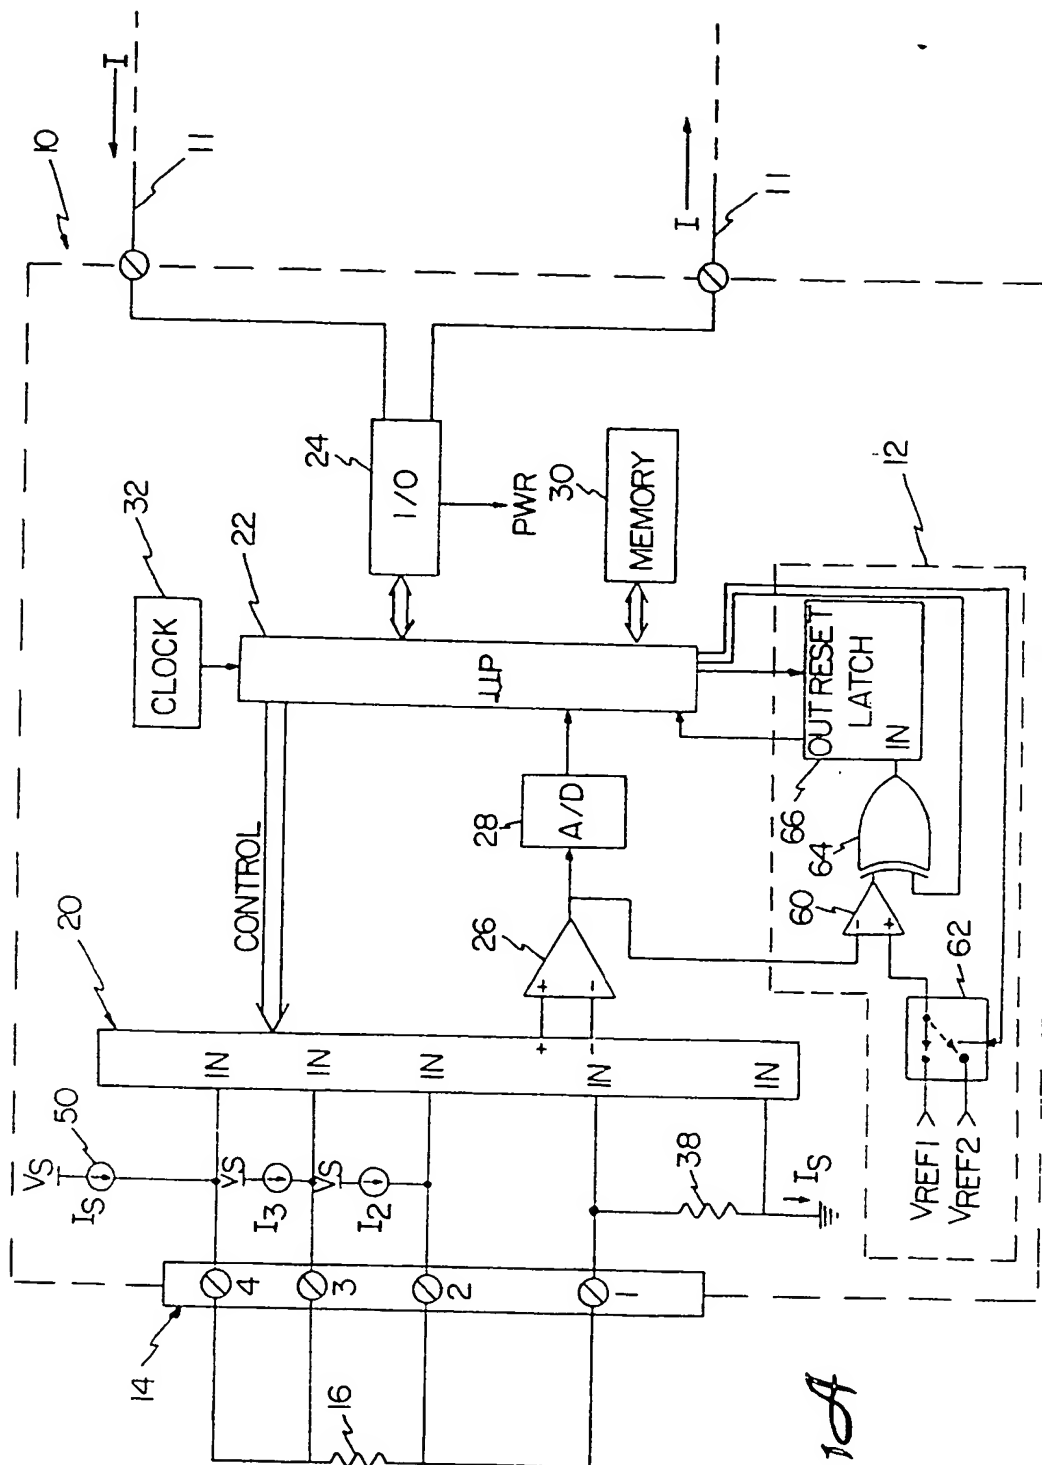 I
11
10
I
11
32
CLOCK
22
24
I/O
PWR
30
MEMORY
12
μP
OUT RESET
LATCH
IN
66
64
60
62
CONTROL
28
A/D
26
+
-
-
+
20
IN
IN
IN
+
-
IN
IN
50
VS
IS
VS
I3
VS
I2
38
IS
VREF1
VREF2
14
4
3
2
1
16
1A